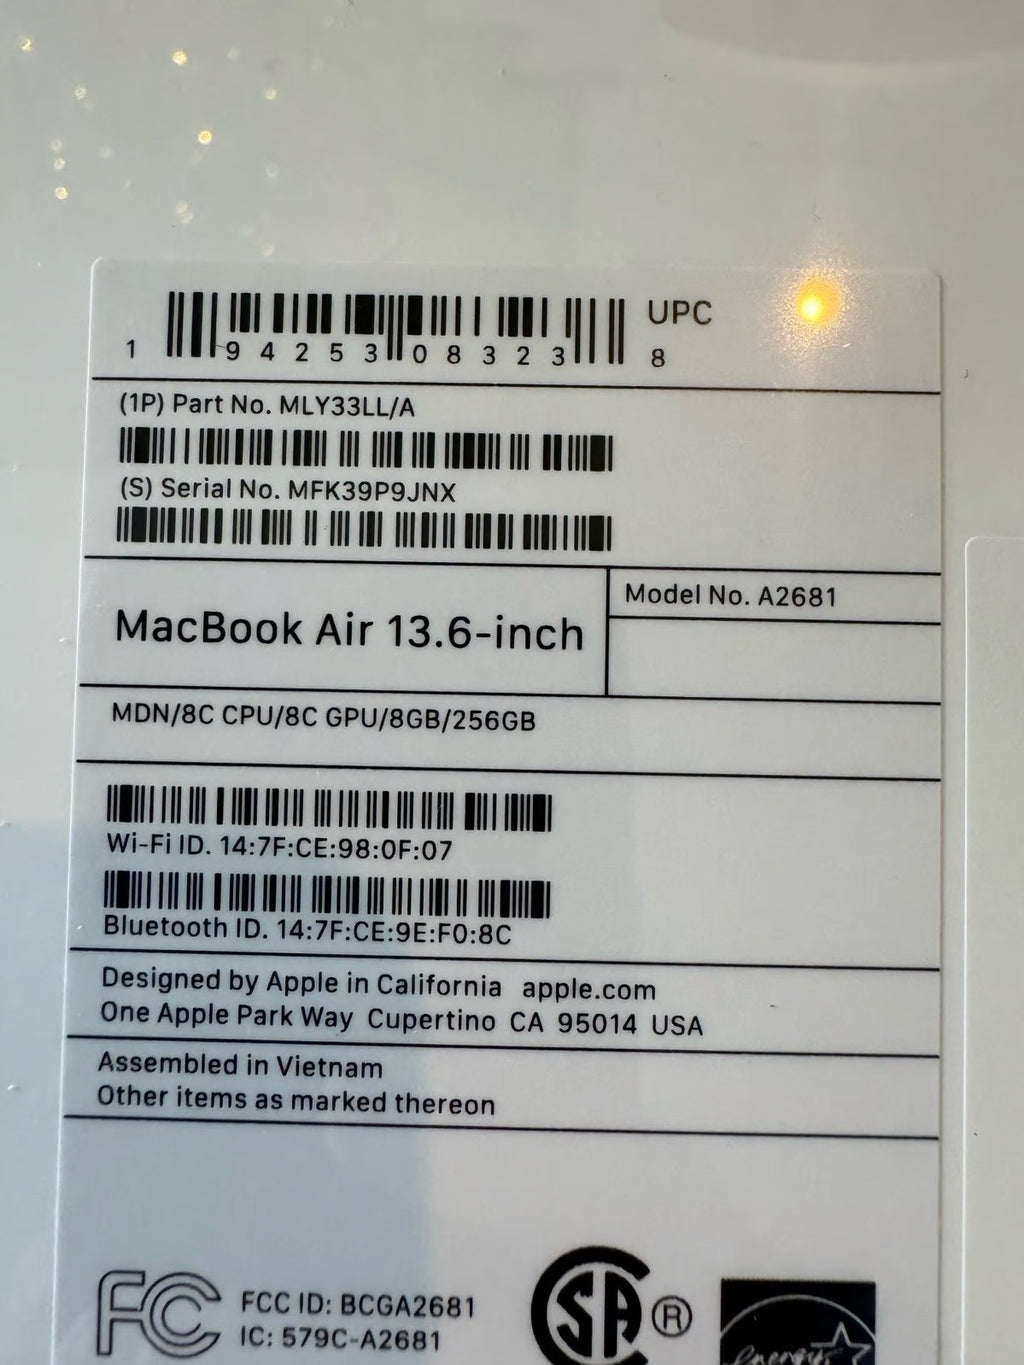 UPC
1 94253 08323 8
(1P) Part No. MLY33LL/A
(S) Serial No. MFK39P9JNX
MacBook Air 13.6-inch
Model No. A2681
MDN/8C CPU/8C GPU/8GB/256GB
Wi-Fi ID. 14:7F:CE:98:0F:07
Bluetooth ID. 14:7F:CE:9E:F0:8C
Designed by Apple in California apple.com
One Apple Park Way Cupertino CA 95014 USA
Assembled in Vietnam
Other items as marked thereon
FC
FCC ID: BCGA2681
IC: 579C-A2681
SA ®
energy